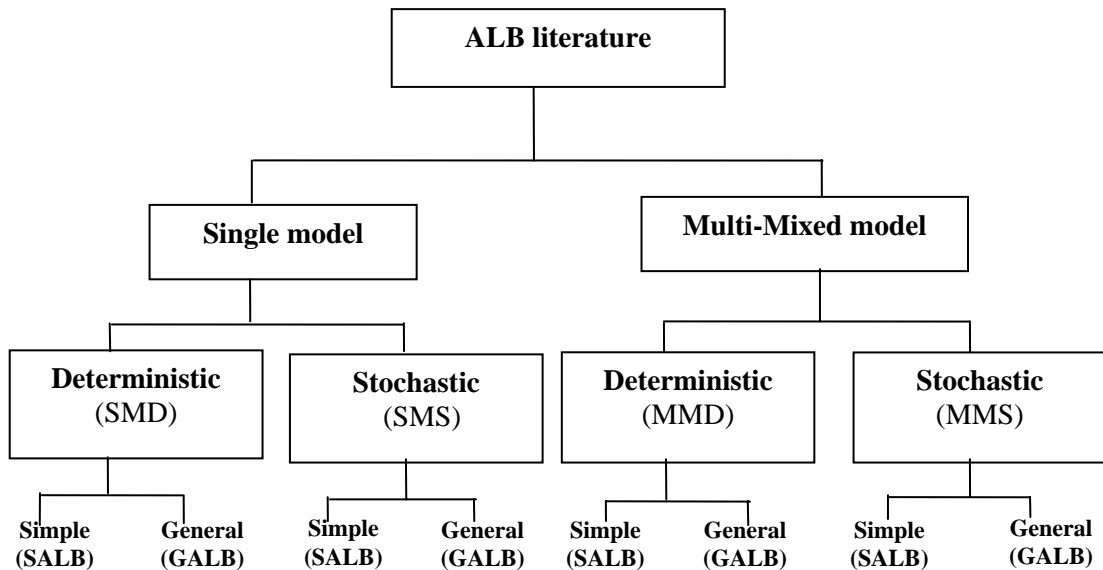 ALB literature
Single model
Multi-Mixed model
Deterministic
(SMD)
Stochastic
(SMS)
Deterministic
(MMD)
Stochastic
(MMS)
Simple
(SALB)
General
(GALB)
Simple
(SALB)
General
(GALB)
Simple
(SALB)
General
(GALB)
Simple
(SALB)
General
(GALB)